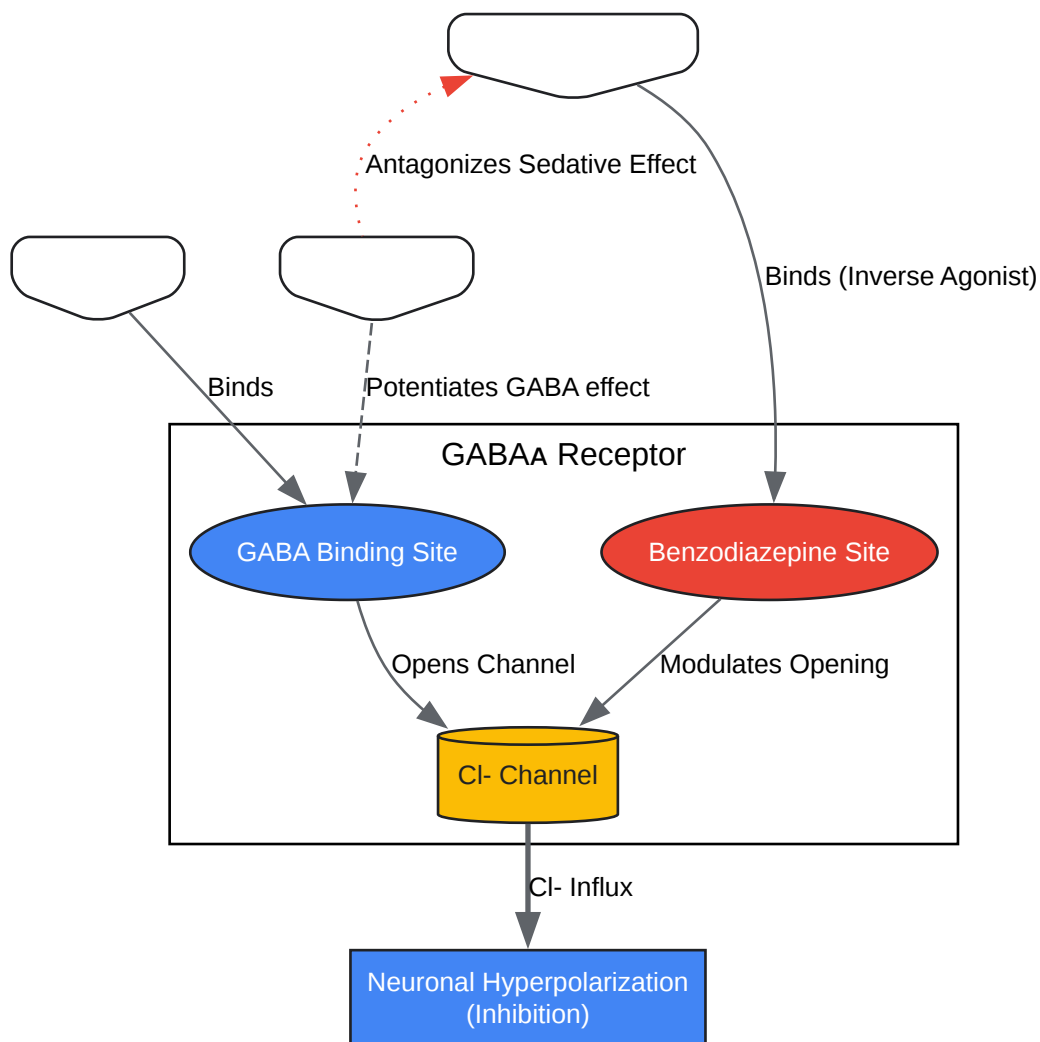 Antagonizes Sedative Effect
Binds (Inverse Agonist)
Binds
Potentiates GABA effect
GABAᴀ Receptor
GABA Binding Site
Benzodiazepine Site
Opens Channel
Modulates Opening
Cl- Channel
Cl- Influx
Neuronal Hyperpolarization
(Inhibition)